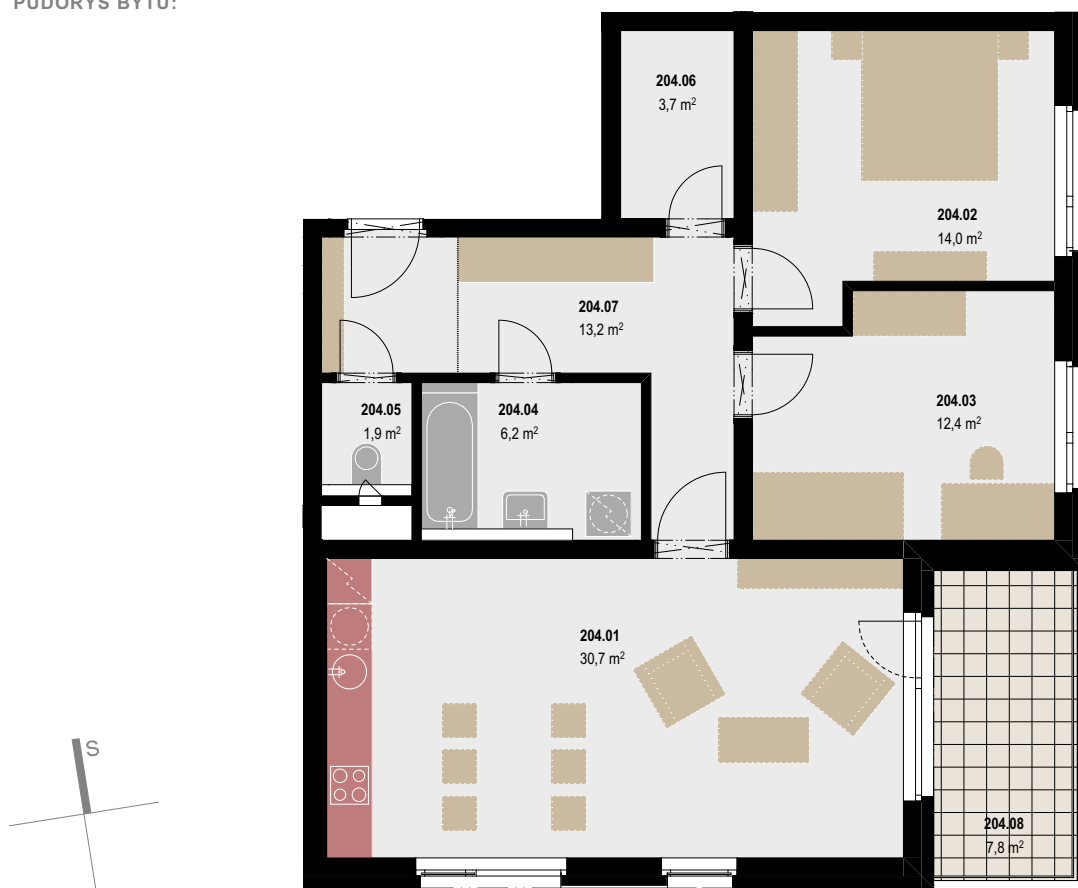 PŮDORYS BYTU:
204.06
3,7 m²
204.02
14,0 m²
204.07
13,2 m²
204.03
12,4 m²
204.05
1,9 m²
204.04
6,2 m²
204.01
30,7 m²
S
204.08
7,8 m²